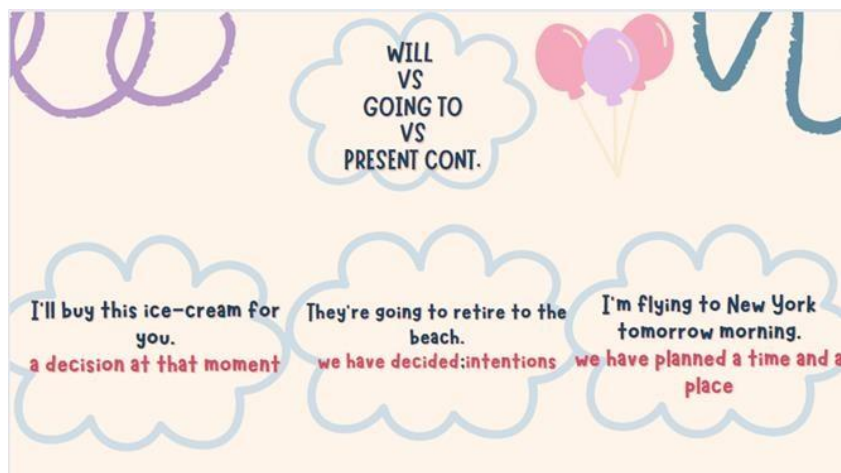 WILL
VS
GOING TO
VS
PRESENT CONT.
I'll buy this ice-cream for
you.
a decision at that moment
They're going to retire to the
beach.
we have decided:intentions
I'm flying to New York
tomorrow morning.
we have planned a time and a
place